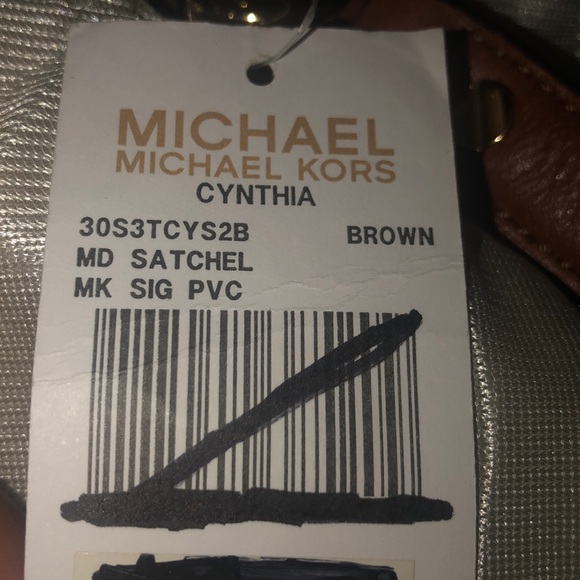 MICHAEL
MICHAEL KORS
CYNTHIA
30S3TCYS2B BROWN
MD SATCHEL
MK SIG PVC